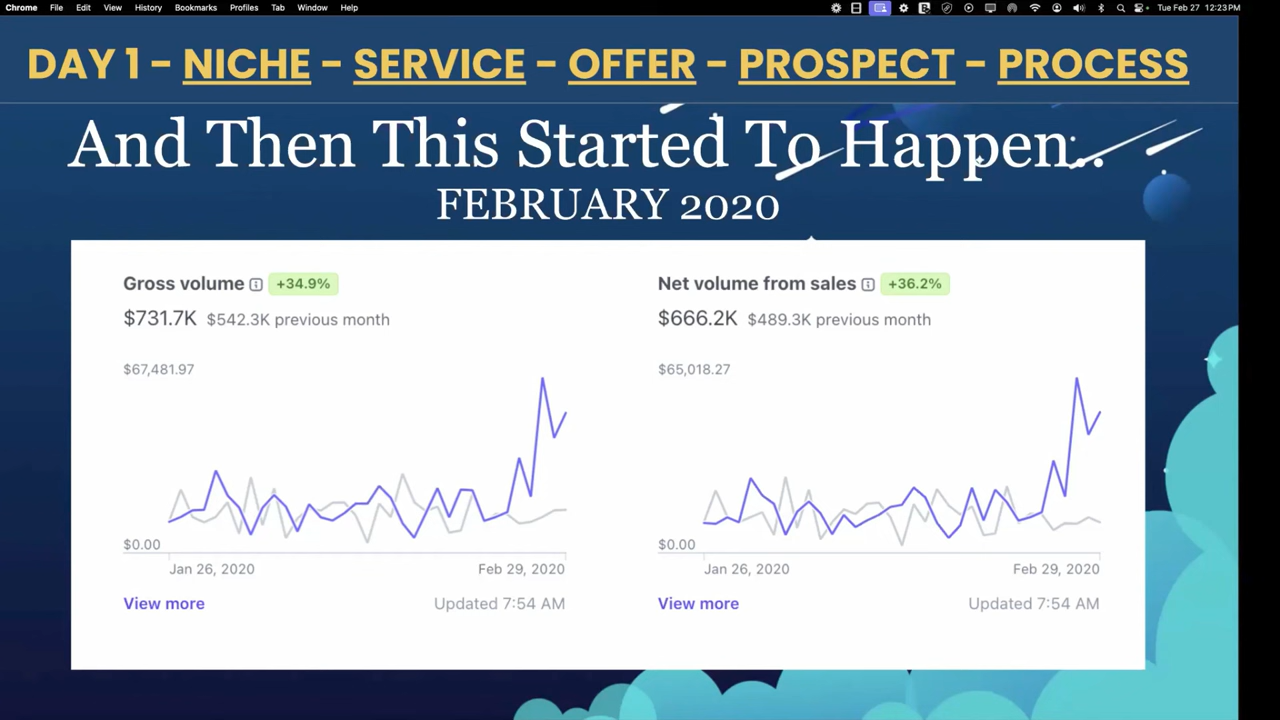 Chrome File Edit View History Bookmarks Profiles Tab Window Help Tue Feb 27 12:23 PM
DAY 1 - NICHE - SERVICE - OFFER - PROSPECT - PROCESS
And Then This Started To Happen..
FEBRUARY 2020
Gross volume +34.9%
$731.7K $542.3K previous month
$67,481.97
$0.00
Jan 26, 2020 Feb 29, 2020
View more Updated 7:54 AM
Net volume from sales +36.2%
$666.2K $489.3K previous month
$65,018.27
$0.00
Jan 26, 2020 Feb 29, 2020
View more Updated 7:54 AM